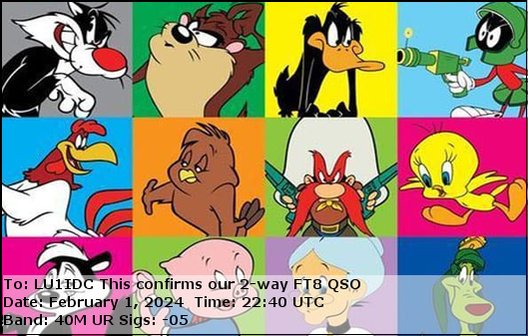 To: LU1IDC This confirms our 2-way FT8 QSO
Date: February 1, 2024 Time: 22:40 UTC
Band: 40M UR Sigs: -05